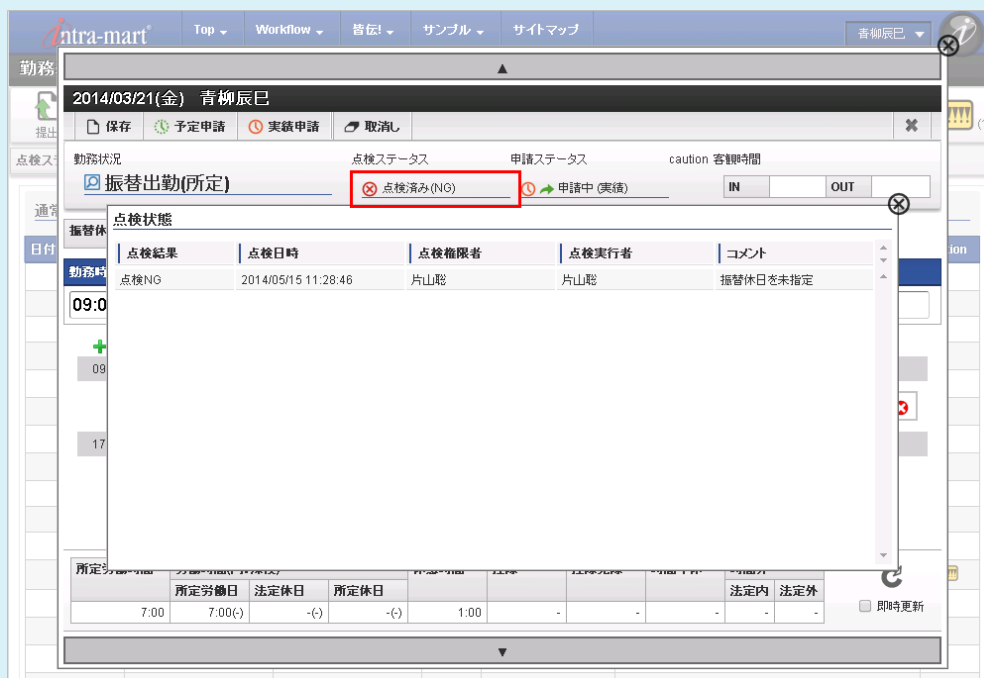 intra-mart Top Workflow 皆伝! サンプル サイトマップ 青柳辰巳
勤務
提出
▲
2014/03/21(金) 青柳辰巳
保存 予定申請 実績申請 取消し
点検ス
勤務状況 点検ステータス 申請ステータス caution 客観時間
振替出勤(所定) 点検済み(NG) 申請中 (実績) IN OUT
通常
点検状態
振替休
日付
点検結果 点検日時 点検権限者 点検実行者 コメント
ion
勤務時
点検NG 2014/05/15 11:28:46 片山聡 片山聡 振替休日を未指定
09:0
09
17
所定労働時間
所定労働日 法定休日 所定休日 法定内 法定外
7:00 7:00(-) -(-) -(-) 1:00 - - - - -
即時更新
▼